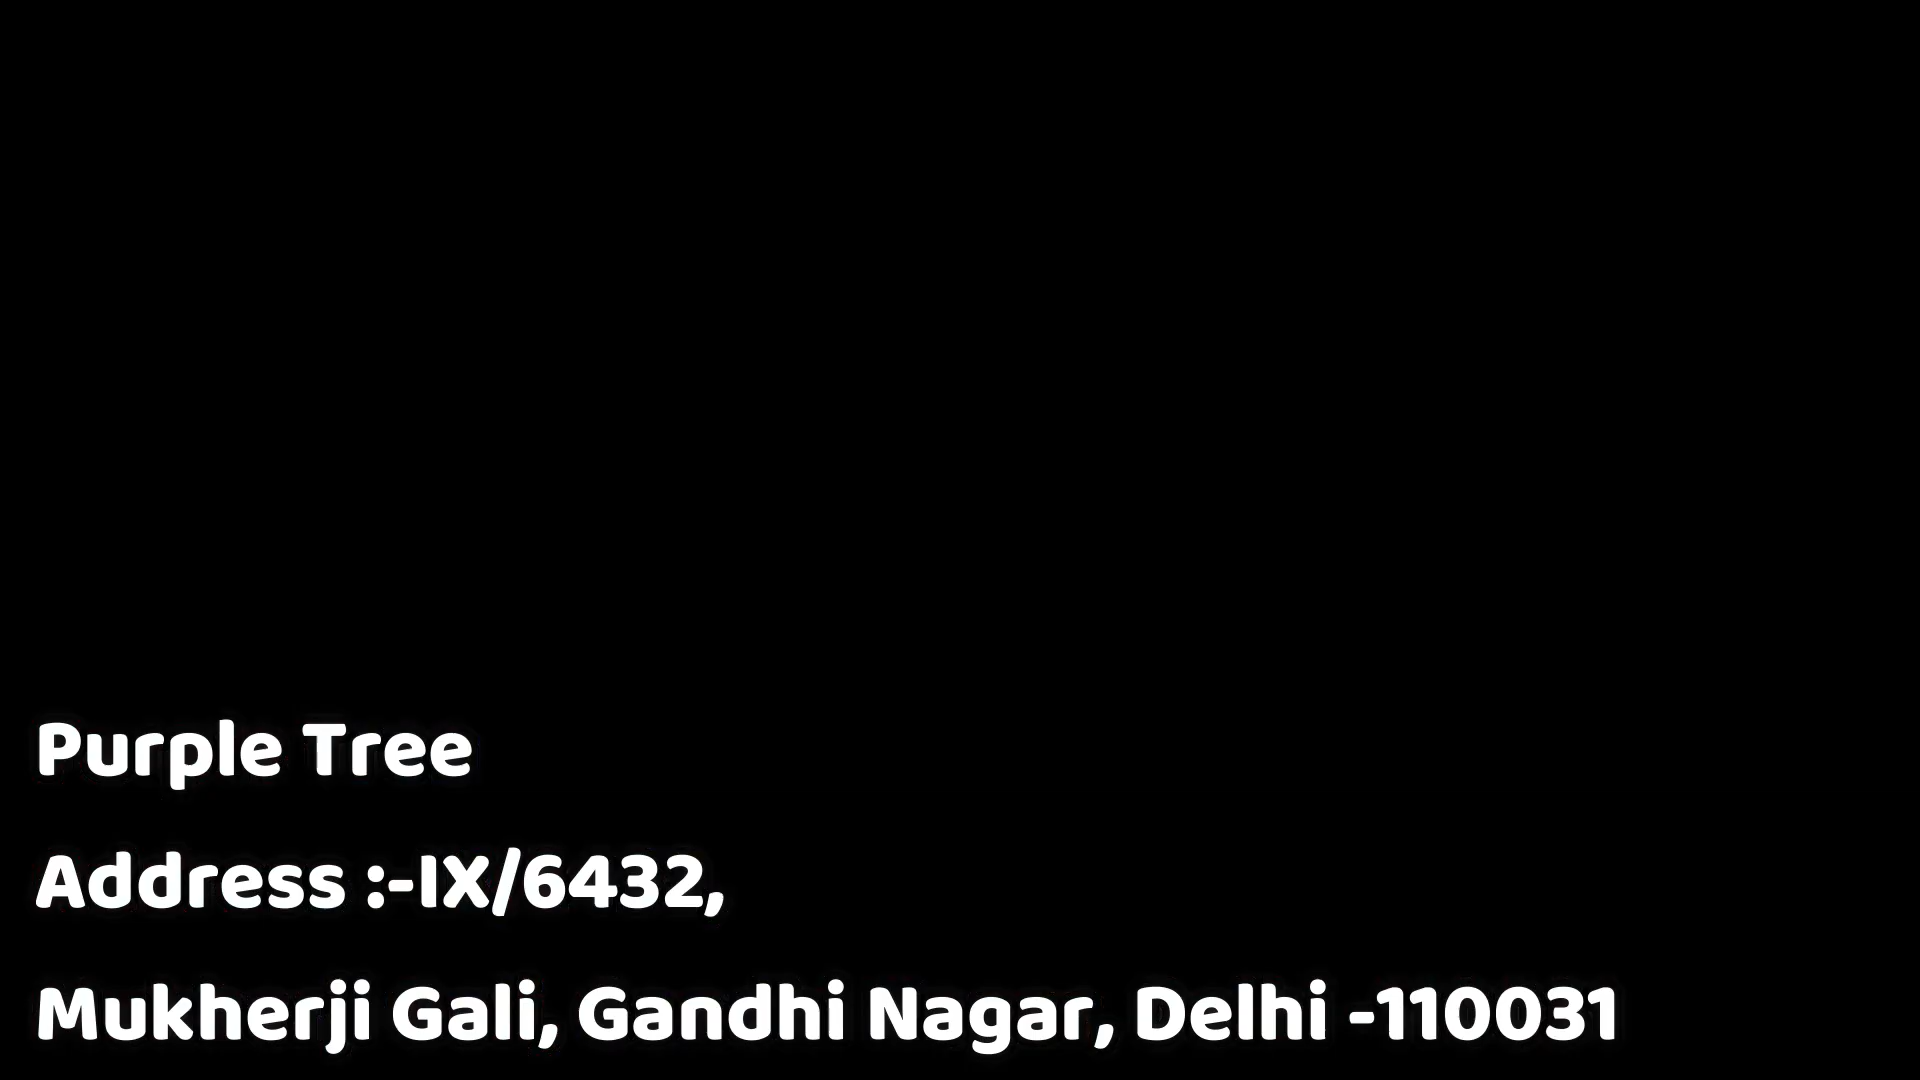 Purple Tree
Address :-IX/6432,
Mukherji Gali, Gandhi Nagar, Delhi -110031